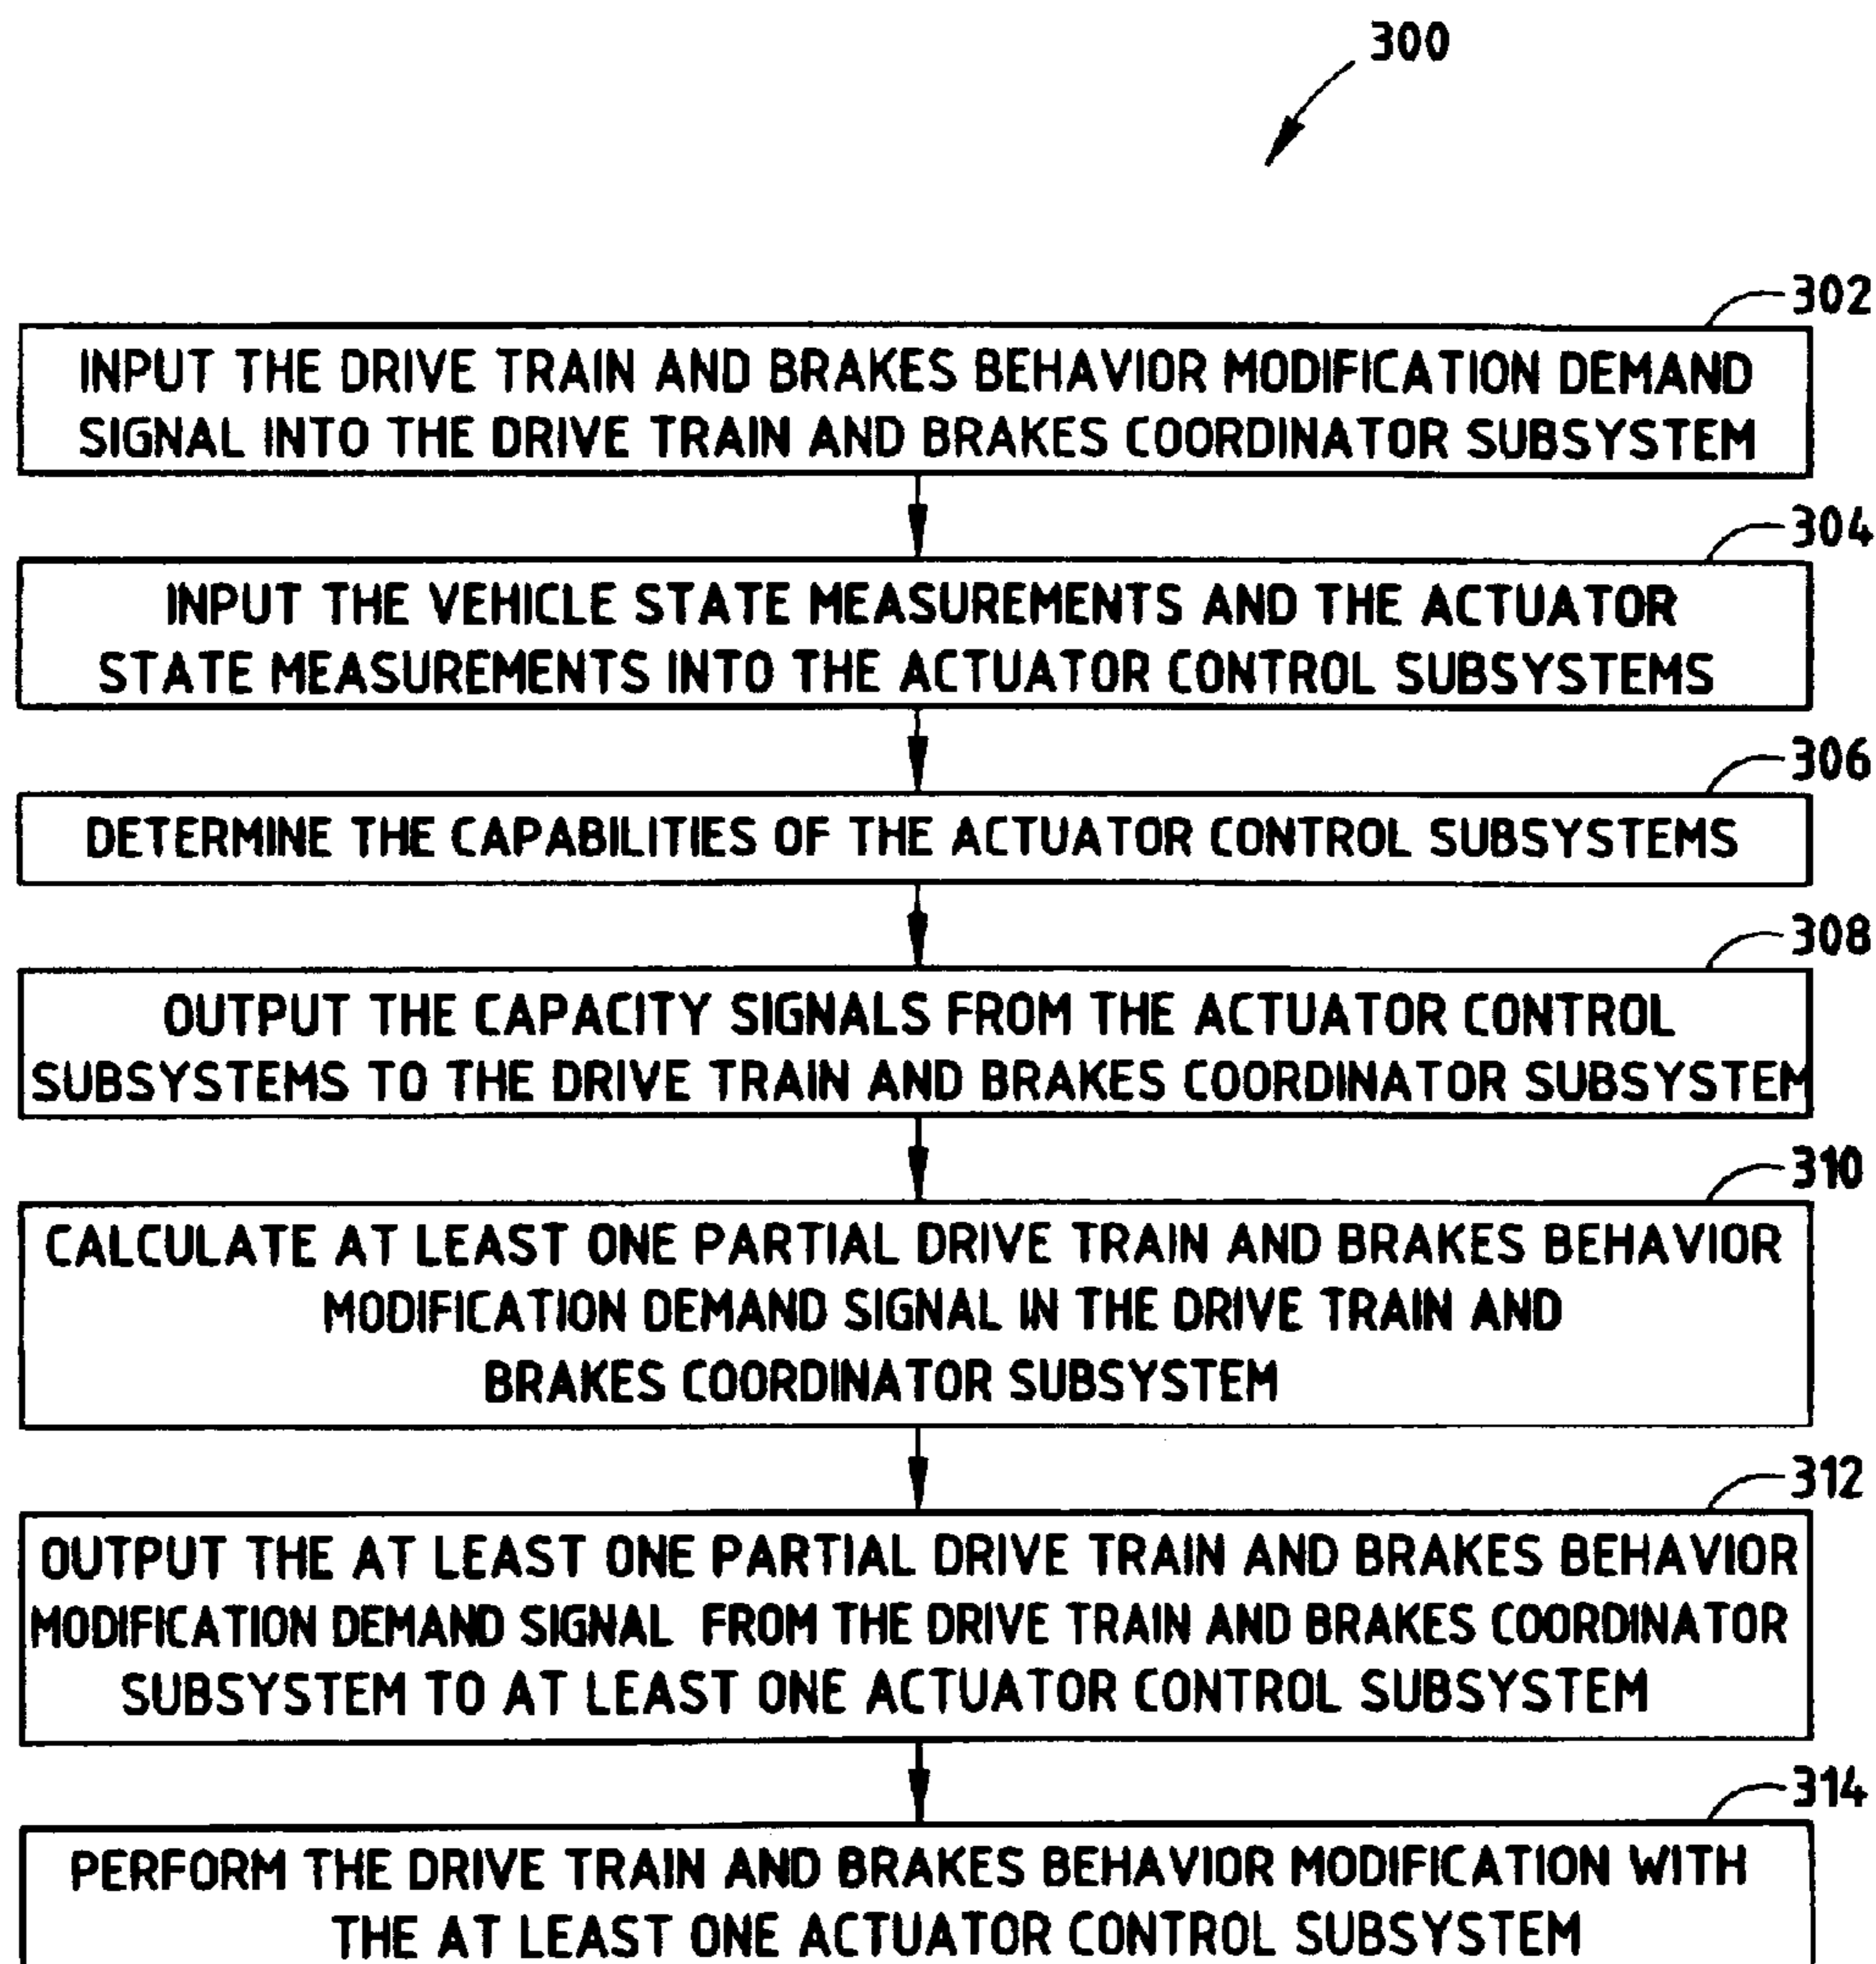 300
302
INPUT THE DRIVE TRAIN AND BRAKES BEHAVIOR MODIFICATION DEMAND
SIGNAL INTO THE DRIVE TRAIN AND BRAKES COORDINATOR SUBSYSTEM
304
INPUT THE VEHICLE STATE MEASUREMENTS AND THE ACTUATOR
STATE MEASUREMENTS INTO THE ACTUATOR CONTROL SUBSYSTEMS
306
DETERMINE THE CAPABILITIES OF THE ACTUATOR CONTROL SUBSYSTEMS
308
OUTPUT THE CAPACITY SIGNALS FROM THE ACTUATOR CONTROL
SUBSYSTEMS TO THE DRIVE TRAIN AND BRAKES COORDINATOR SUBSYSTEM
310
CALCULATE AT LEAST ONE PARTIAL DRIVE TRAIN AND BRAKES BEHAVIOR
MODIFICATION DEMAND SIGNAL IN THE DRIVE TRAIN AND
BRAKES COORDINATOR SUBSYSTEM
312
OUTPUT THE AT LEAST ONE PARTIAL DRIVE TRAIN AND BRAKES BEHAVIOR
MODIFICATION DEMAND SIGNAL FROM THE DRIVE TRAIN AND BRAKES COORDINATOR
SUBSYSTEM TO AT LEAST ONE ACTUATOR CONTROL SUBSYSTEM
314
PERFORM THE DRIVE TRAIN AND BRAKES BEHAVIOR MODIFICATION WITH
THE AT LEAST ONE ACTUATOR CONTROL SUBSYSTEM